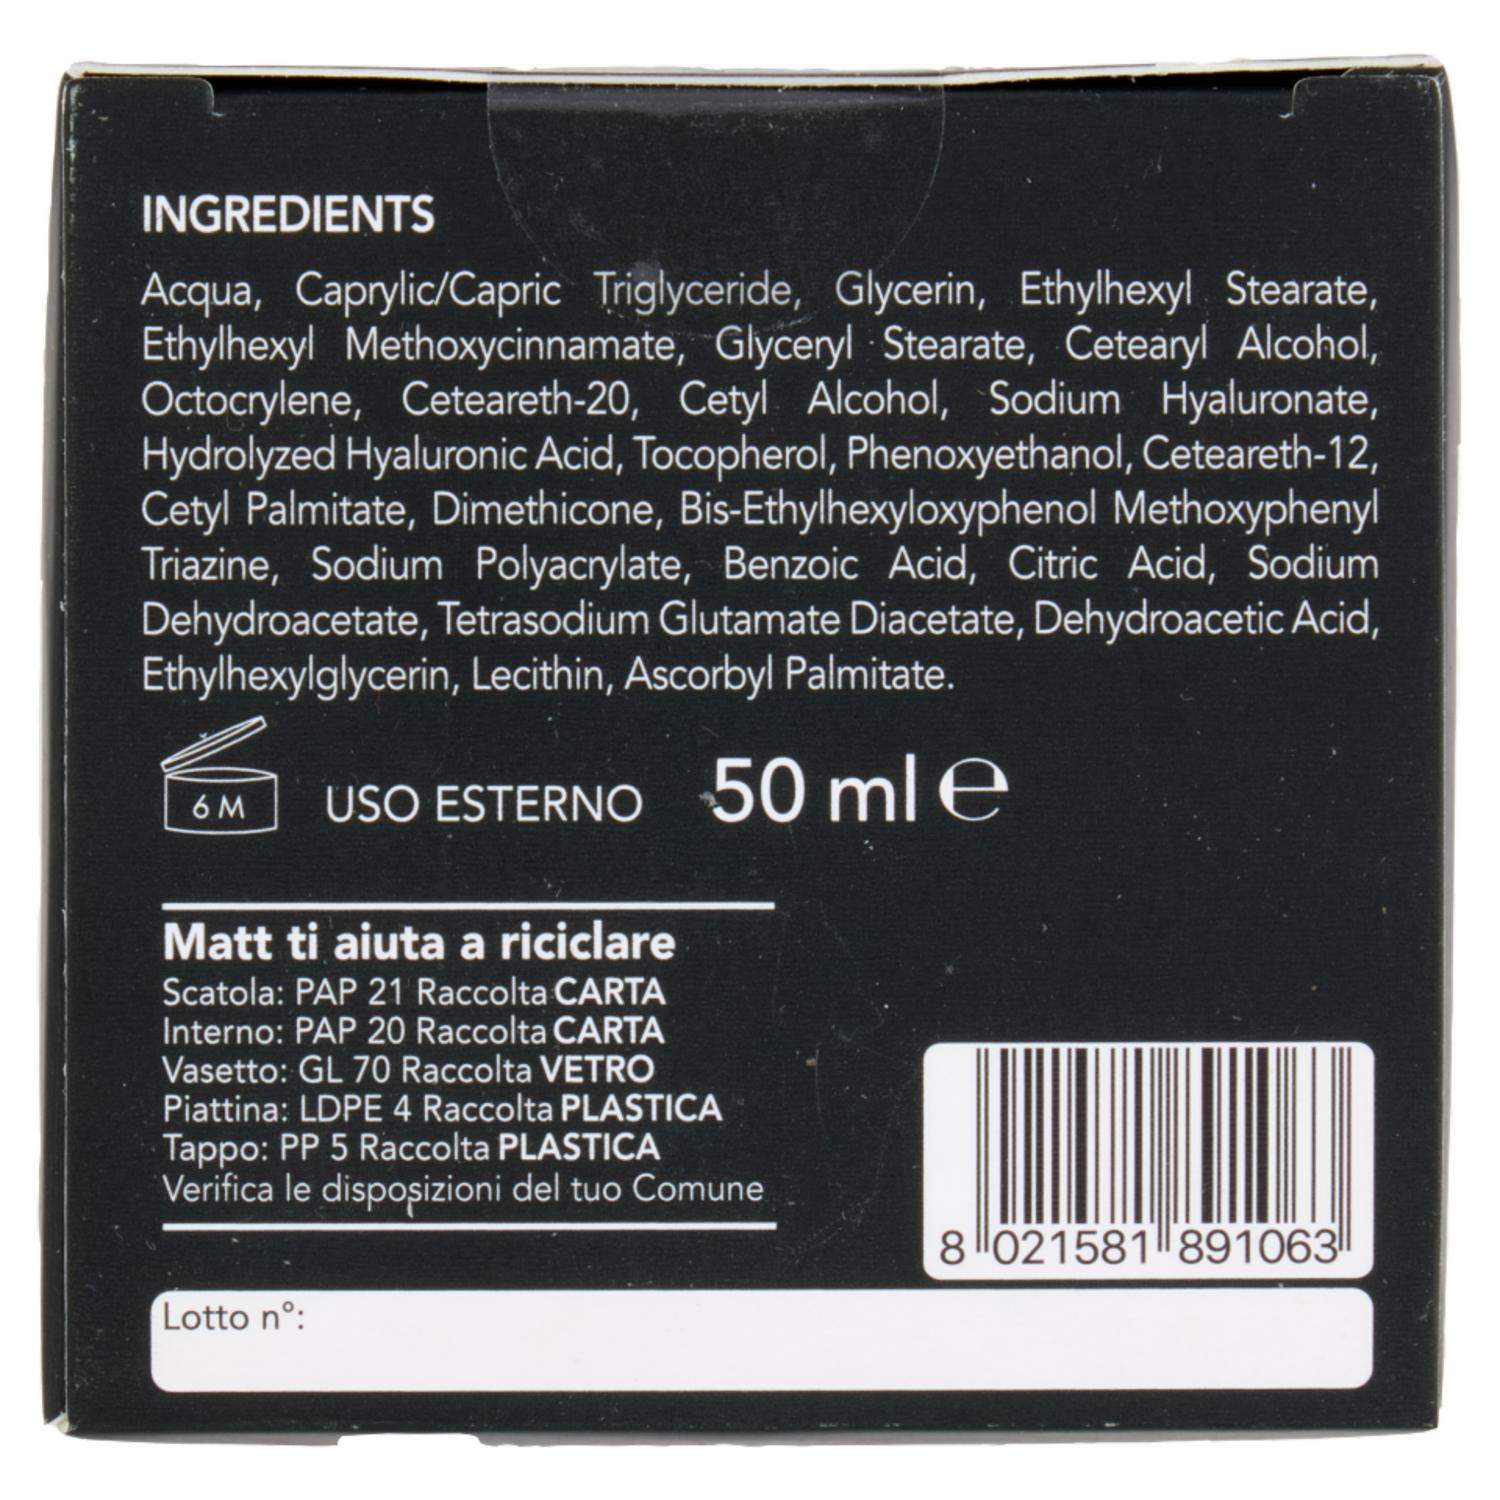 INGREDIENTS
Acqua, Caprylic/Capric Triglyceride, Glycerin, Ethylhexyl Stearate,
Ethylhexyl Methoxycinnamate, Glyceryl Stearate, Cetearyl Alcohol,
Octocrylene, Ceteareth-20, Cetyl Alcohol, Sodium Hyaluronate,
Hydrolyzed Hyaluronic Acid, Tocopherol, Phenoxyethanol, Ceteareth-12,
Cetyl Palmitate, Dimethicone, Bis-Ethylhexyloxyphenol Methoxyphenyl
Triazine, Sodium Polyacrylate, Benzoic Acid, Citric Acid, Sodium
Dehydroacetate, Tetrasodium Glutamate Diacetate, Dehydroacetic Acid,
Ethylhexylglycerin, Lecithin, Ascorbyl Palmitate.
6 M USO ESTERNO 50 ml ℮
Matt ti aiuta a riciclare
Scatola: PAP 21 Raccolta CARTA
Interno: PAP 20 Raccolta CARTA
Vasetto: GL 70 Raccolta VETRO
Piattina: LDPE 4 Raccolta PLASTICA
Tappo: PP 5 Raccolta PLASTICA
Verifica le disposizioni del tuo Comune
8 021581 891063
Lotto n°: